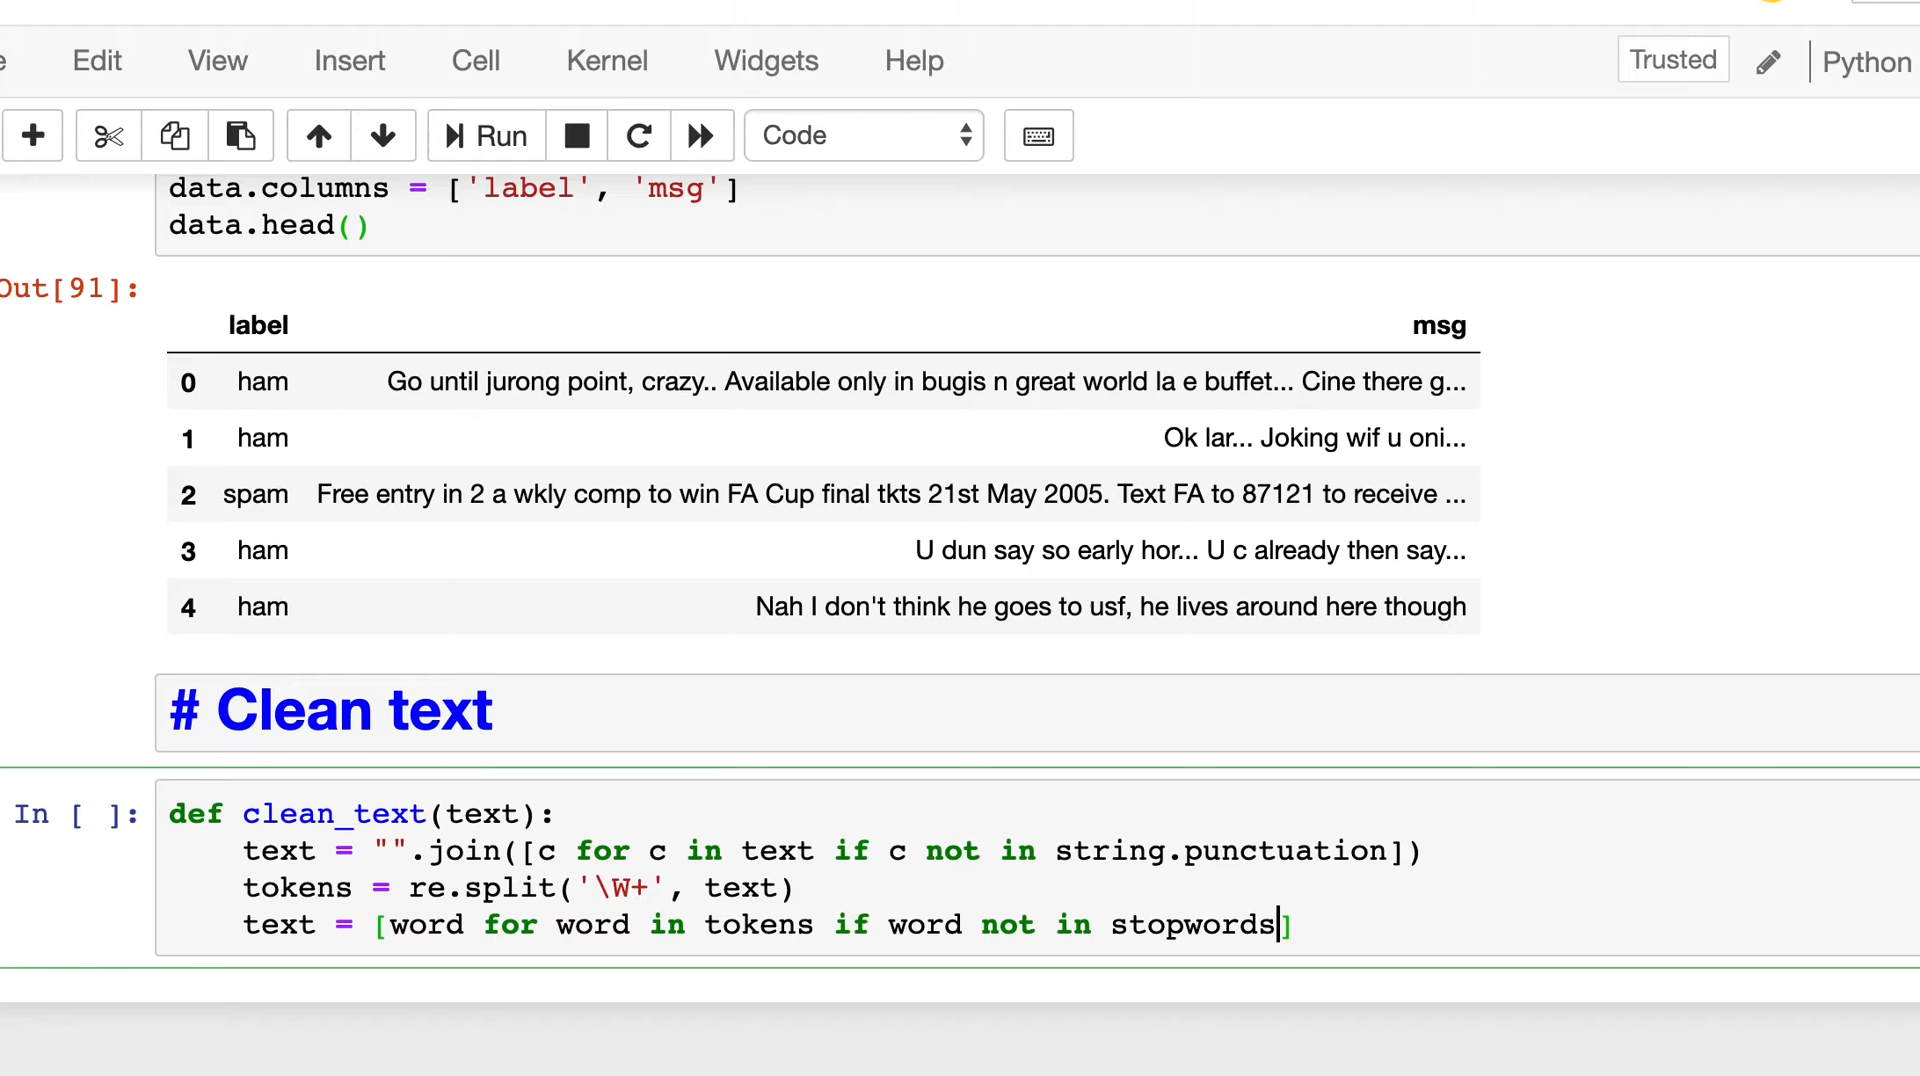 Edit View Insert Cell Kernel Widgets Help Trusted Python
Run Code
data.columns = ['label', 'msg']
data.head()
Out[91]:
label msg
0 ham Go until jurong point, crazy.. Available only in bugis n great world la e buffet... Cine there g...
1 ham Ok lar... Joking wif u oni...
2 spam Free entry in 2 a wkly comp to win FA Cup final tkts 21st May 2005. Text FA to 87121 to receive ...
3 ham U dun say so early hor... U c already then say...
4 ham Nah I don't think he goes to usf, he lives around here though
# Clean text
In [ ]: def clean_text(text):
text = "".join([c for c in text if c not in string.punctuation])
tokens = re.split('\W+', text)
text = [word for word in tokens if word not in stopwords]